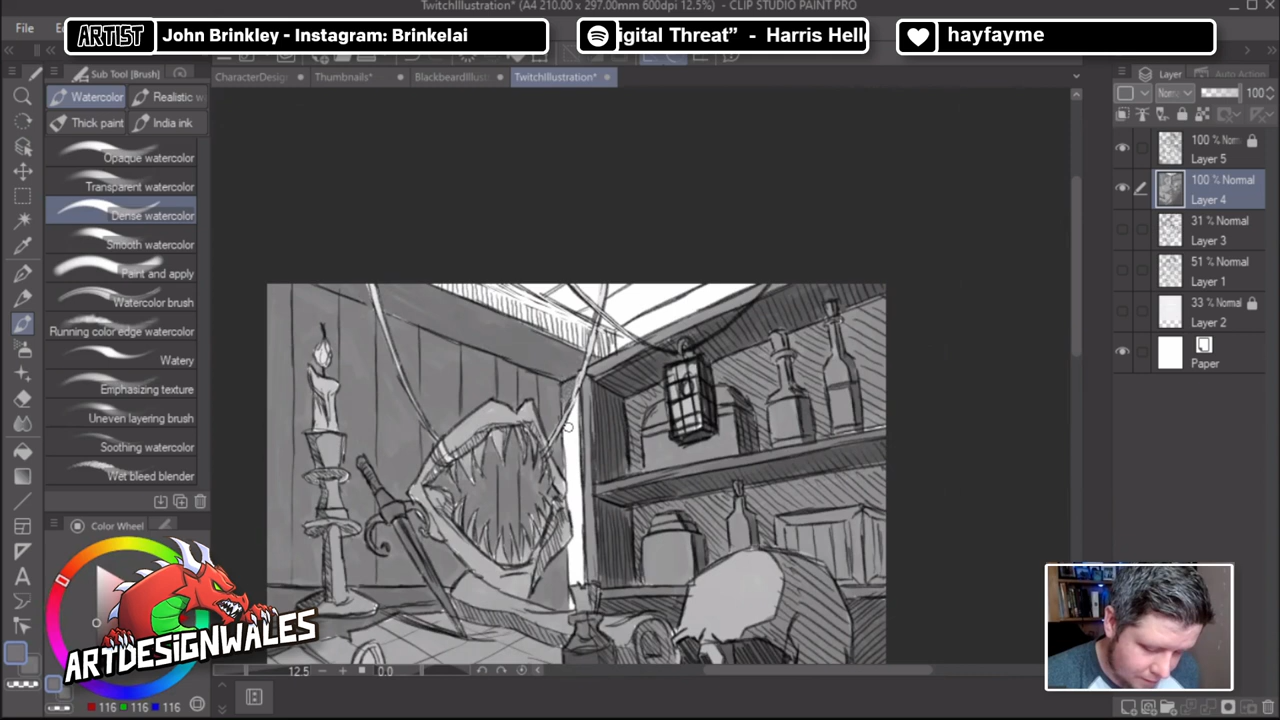 TwitchIllustration* (A4 210.00 x 297.00mm 600dpi 12.5%) - CLIP STUDIO PAINT PRO
File
ARTIST John Brinkley - Instagram: Brinkelai
igital Threat" - Harris Hell
hayfayme
Sub Tool [Brush]
CharacterDesig
Thumbnails*
BlackbeardIllust
TwitchIllustration*
Layer
Auto Action
Watercolor
Realistic w
Thick paint
India ink
Norm
100
Opaque watercolor
Transparent watercolor
Dense watercolor
Smooth watercolor
Paint and apply
Watercolor brush
Running color edge watercolor
Watery
Emphasizing texture
Uneven layering brush
Soothing watercolor
Wet bleed blender
100 % Norm
Layer 5
100 % Normal
Layer 4
31 % Normal
Layer 3
51 % Normal
Layer 1
33 % Normal
Layer 2
Paper
Color Wheel
ARTDESIGNWALES
12.5
0.0
116 116 116